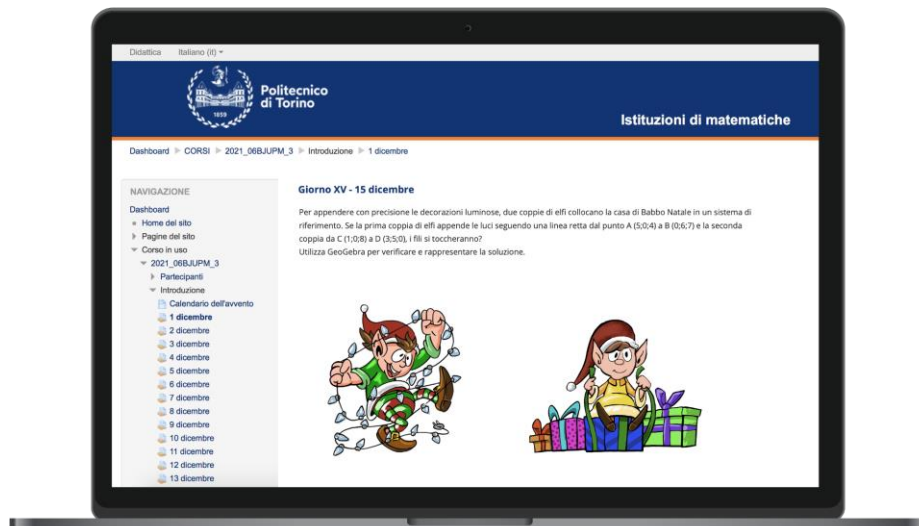 Didattica Italiano (it)
1859
Politecnico
di Torino
Istituzioni di matematiche
Dashboard CORSI 2021_06BJUPM_3 Introduzione 1 dicembre
NAVIGAZIONE
Dashboard
Home del sito
Pagine del sito
Corso in uso
2021_06BJUPM_3
Partecipanti
Introduzione
Calendario dell'avvento
1 dicembre
2 dicembre
3 dicembre
4 dicembre
5 dicembre
6 dicembre
7 dicembre
8 dicembre
9 dicembre
10 dicembre
11 dicembre
12 dicembre
13 dicembre
Giorno XV - 15 dicembre
Per appendere con precisione le decorazioni luminose, due coppie di elfi collocano la casa di Babbo Natale in un sistema di
riferimento. Se la prima coppia di elfi appende le luci seguendo una linea retta dal punto A (5;0;4) a B (0;6;7) e la seconda
coppia da C (1;0;8) a D (3;5;0), i fili si toccheranno?
Utilizza GeoGebra per verificare e rappresentare la soluzione.